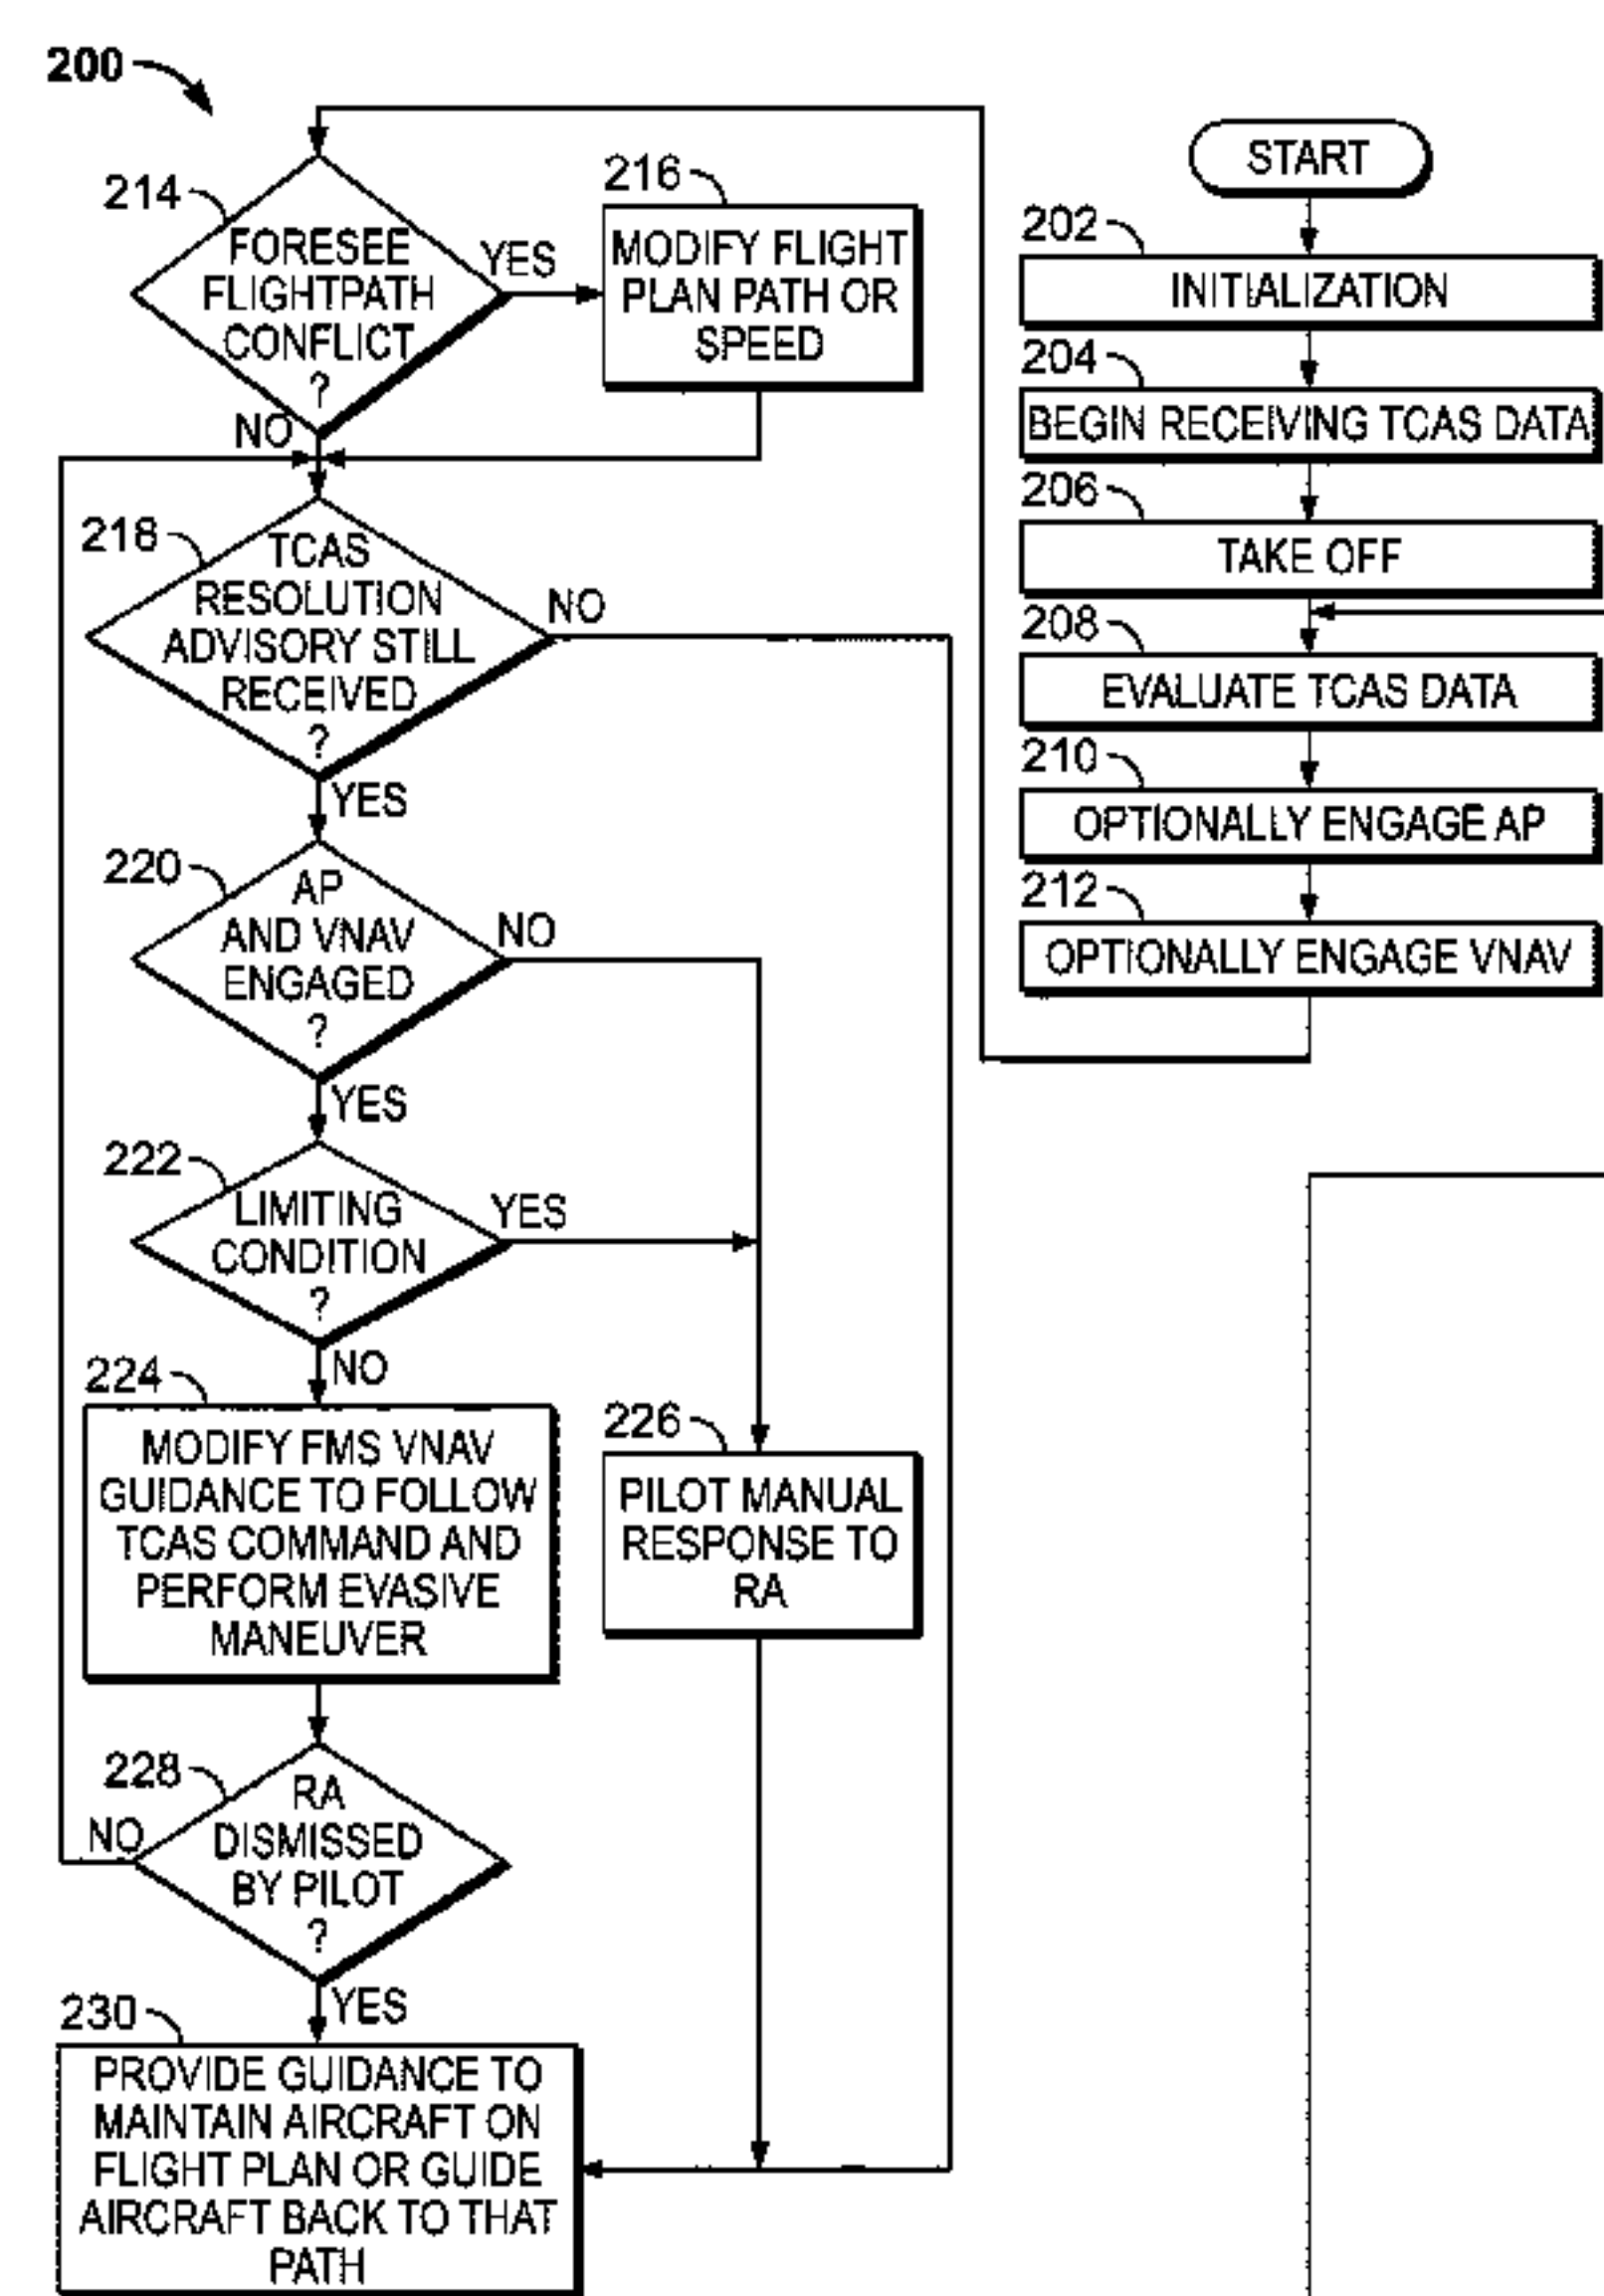 200
START
202
INITIALIZATION
204
BEGIN RECEIVING TCAS DATA
206
TAKE OFF
208
EVALUATE TCAS DATA
210
OPTIONALLY ENGAGE AP
212
OPTIONALLY ENGAGE VNAV
214
FORESEE
FLIGHTPATH
CONFLICT
?
YES
NO
216
MODIFY FLIGHT
PLAN PATH OR
SPEED
218
TCAS
RESOLUTION
ADVISORY STILL
RECEIVED
?
NO
YES
220
AP
AND VNAV
ENGAGED
?
NO
YES
222
LIMITING
CONDITION
?
YES
NO
224
MODIFY FMS VNAV
GUIDANCE TO FOLLOW
TCAS COMMAND AND
PERFORM EVASIVE
MANEUVER
226
PILOT MANUAL
RESPONSE TO
RA
228
RA
DISMISSED
BY PILOT
?
NO
YES
230
PROVIDE GUIDANCE TO
MAINTAIN AIRCRAFT ON
FLIGHT PLAN OR GUIDE
AIRCRAFT BACK TO THAT
PATH